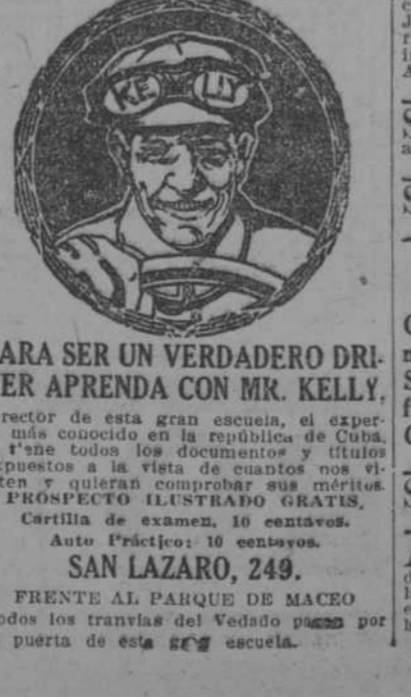 KE LLY
ARA SER UN VERDADERO DRI-
ER APRENDA CON MR. KELLY.
rector de esta gran escuela, el exper-
más conocido en la república de Cuba,
t'ene todos los documentos y títulos
xpuestos a la vista de cuantos nos vi-
ten y quieran comprobar sus méritos.
PROSPECTO ILUSTRADO GRATIS.
Cartilla de examen, 10 centavos.
Auto Práctico: 10 centavos.
SAN LAZARO, 249.
FRENTE AL PARQUE DE MACEO
odos los tranvías del Vedado pasan por
puerta de esta escuela.